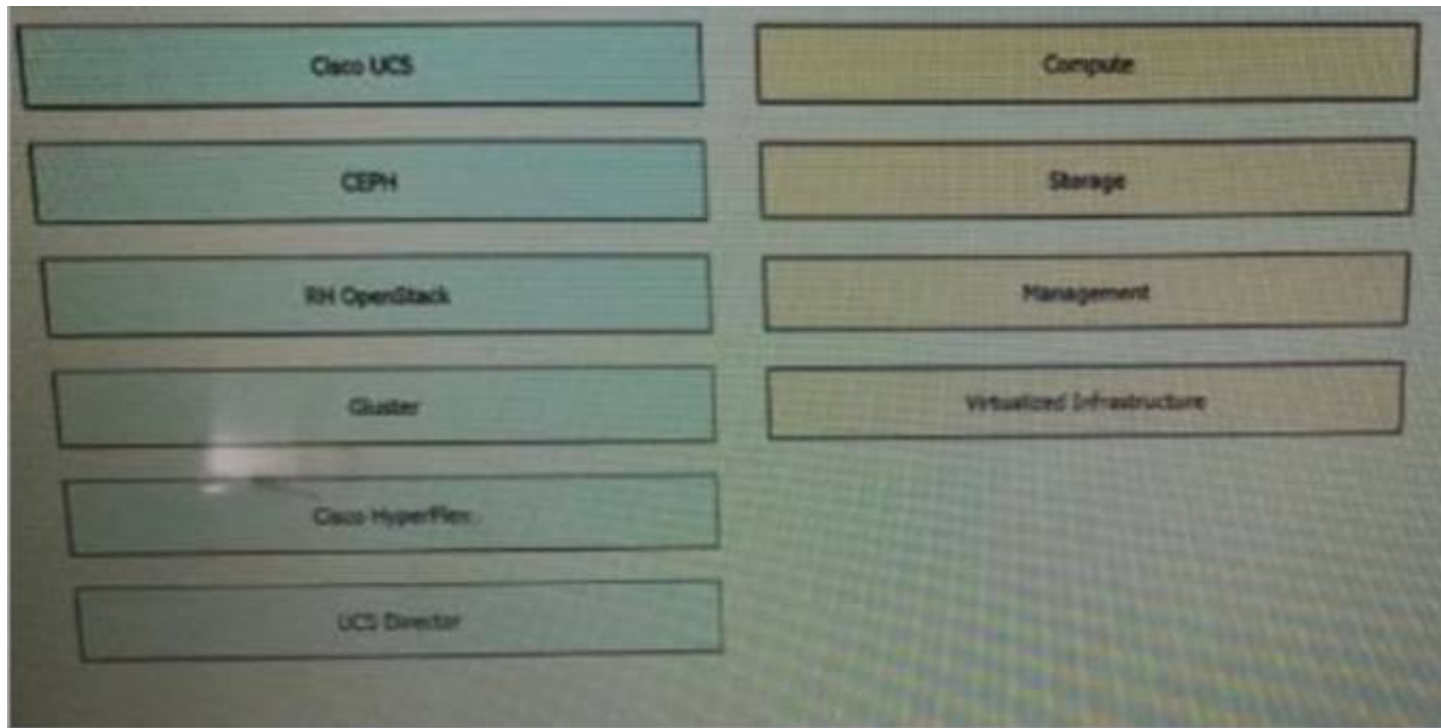 Cisco UCS
Compute
CEPH
Storage
RH OpenStack
Management
Gluster
Virtualized Infrastructure
Cisco HyperFlex
UCS Director